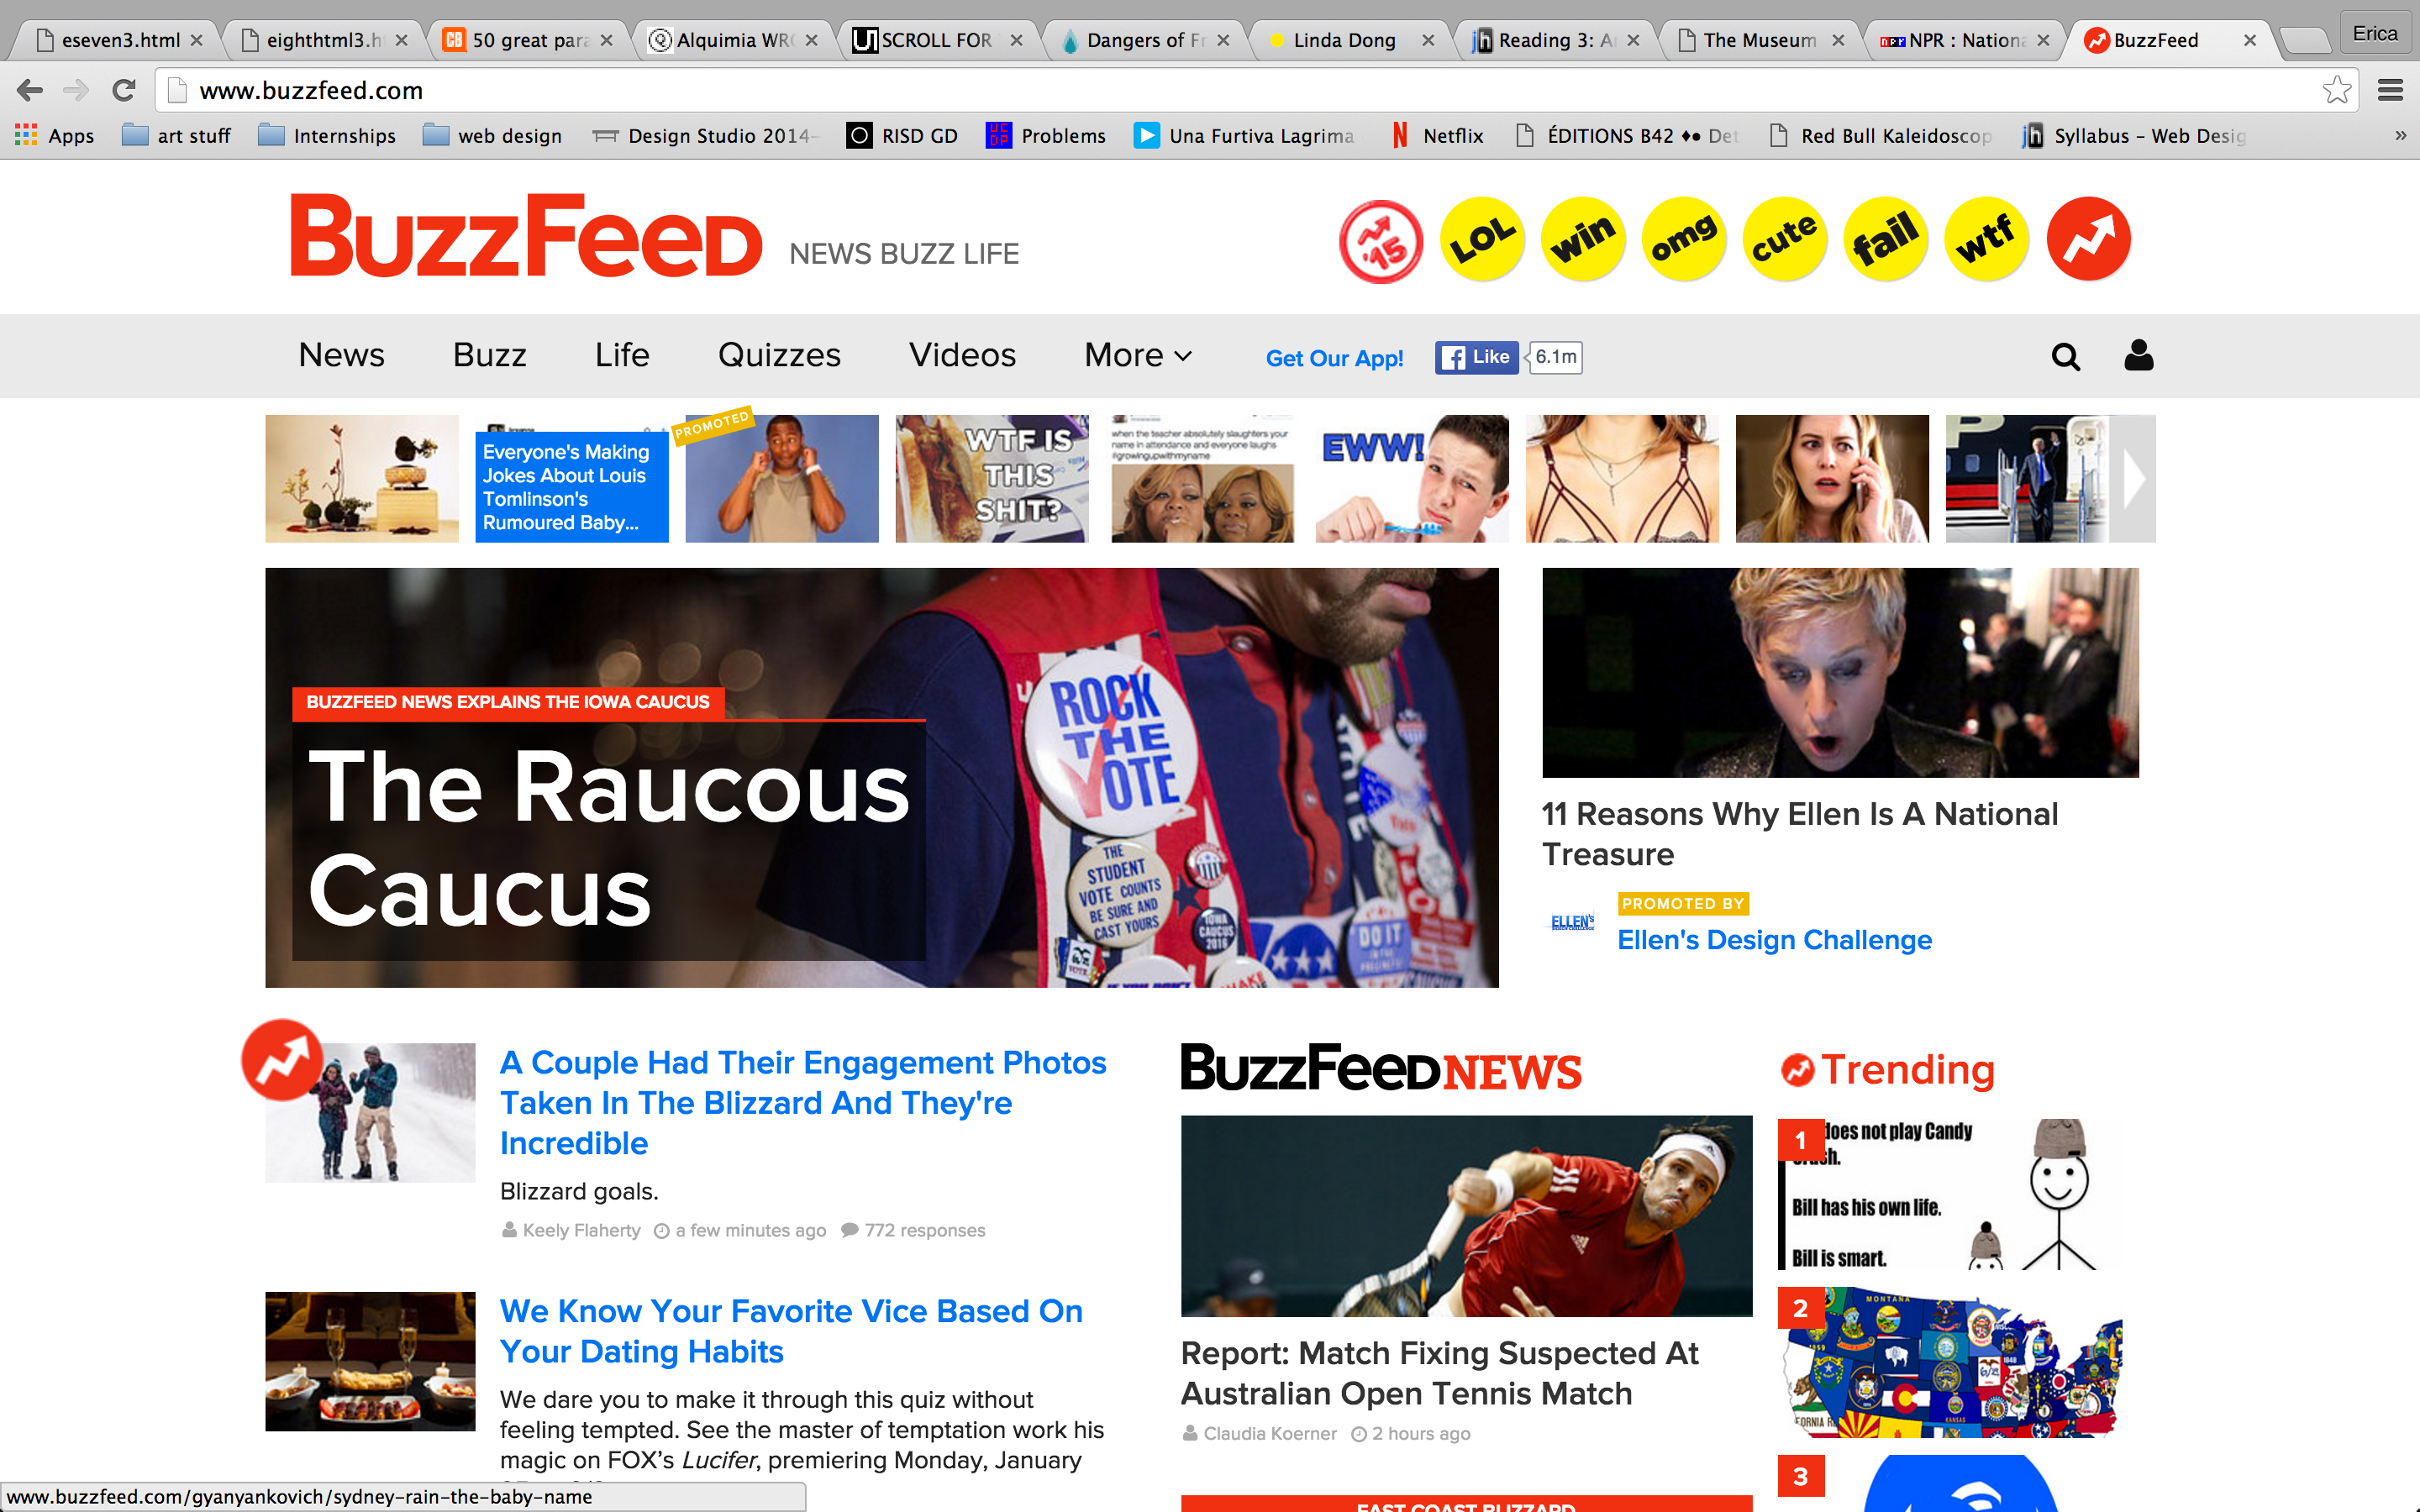 eseven3.html
eighthtml3.h
50 great para
Alquimia WRC
SCROLL FOR
Dangers of Fr
Linda Dong
Reading 3: A
The Museum
NPR : Nationa
BuzzFeed
Erica
www.buzzfeed.com
Apps
art stuff
Internships
web design
Design Studio 2014-
RISD GD
Problems
Una Furtiva Lagrima
Netflix
ÉDITIONS B42 ♦● Det
Red Bull Kaleidoscop
Syllabus – Web Desig
»
BuzzFeed
NEWS BUZZ LIFE
'15
LOL
win
omg
cute
fail
wtf
News
Buzz
Life
Quizzes
Videos
More
Get Our App!
Like
6.1m
Everyone's Making
Jokes About Louis
Tomlinson's
Rumoured Baby...
PROMOTED
WTF IS
THIS
SHIT?
when the teacher absolutely slaughters your
name in attendance and everyone laughs
#growingupwithmyname
EWW!
P
BUZZFEED NEWS EXPLAINS THE IOWA CAUCUS
The Raucous
Caucus
ROCK
THE
VOTE
THE
STUDENT
VOTE COUNTS
BE SURE AND
CAST YOURS
IOWA
CAUCUS
2016
DO IT
11 Reasons Why Ellen Is A National
Treasure
ELLEN'S
DESIGN CHALLENGE
PROMOTED BY
Ellen's Design Challenge
A Couple Had Their Engagement Photos
Taken In The Blizzard And They're
Incredible
Blizzard goals.
Keely Flaherty a few minutes ago 772 responses
We Know Your Favorite Vice Based On
Your Dating Habits
We dare you to make it through this quiz without
feeling tempted. See the master of temptation work his
magic on FOX’s Lucifer, premiering Monday, January
BuzzFeed NEWS
Report: Match Fixing Suspected At
Australian Open Tennis Match
Claudia Koerner 2 hours ago
EAST COAST BLIZZARD
Trending
1
does not play Candy
Bill has his own life.
Bill is smart.
2
MONTANA
3
www.buzzfeed.com/gyanyankovich/sydney-rain-the-baby-name